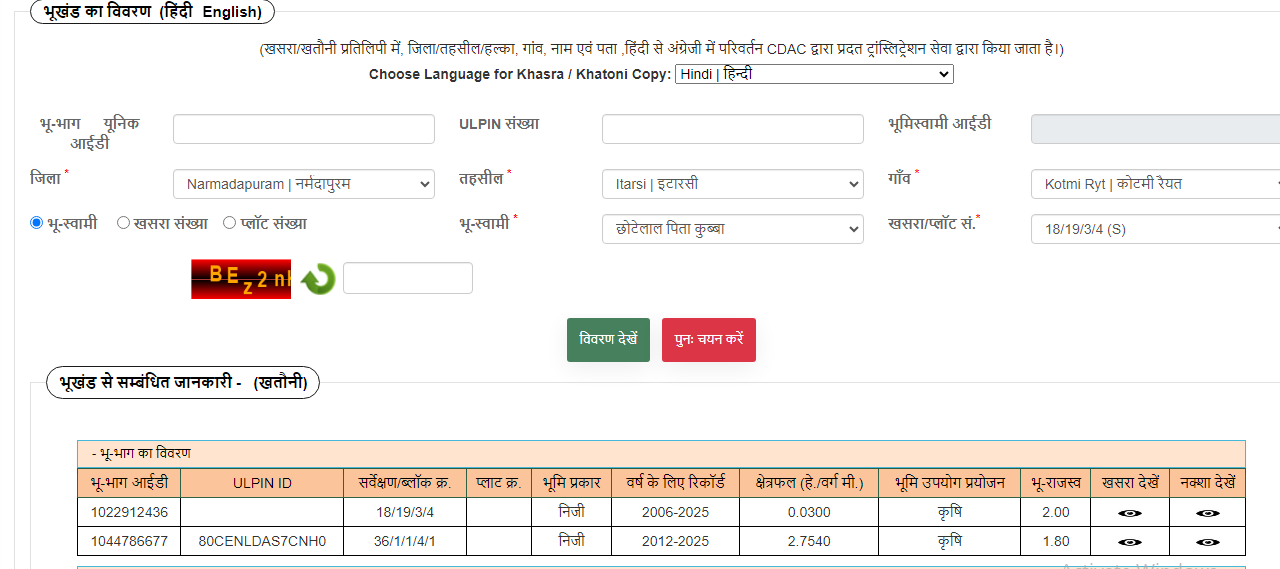 भूखंड का विवरण (हिंदी English)
(खसरा/खतौनी प्रतिलिपी में, जिला/तहसील/हल्का, गांव, नाम एवं पता ,हिंदी से अंग्रेजी में परिवर्तन CDAC द्वारा प्रदत ट्रांस्लिट्रेशन सेवा द्वारा किया जाता है।)
Choose Language for Khasra / Khatoni Copy: Hindi | हिन्दी
भू-भाग यूनिक आईडी
ULPIN संख्या
भूमिस्वामी आईडी
जिला * Narmadapuram | नर्मदापुरम
तहसील * Itarsi | इटारसी
गाँव * Kotmi Ryt | कोटमी रैयत
भू-स्वामी खसरा संख्या प्लॉट संख्या
भू-स्वामी * छोटेलाल पिता कुब्बा
खसरा/प्लॉट सं.* 18/19/3/4 (S)
BEz2n
विवरण देखें पुनः चयन करें
भूखंड से सम्बंधित जानकारी - (खतौनी)
- भू-भाग का विवरण
भू-भाग आईडी ULPIN ID सर्वेक्षण/ब्लॉक क्र. प्लाट क्र. भूमि प्रकार वर्ष के लिए रिकॉर्ड क्षेत्रफल (हे./वर्ग मी.) भूमि उपयोग प्रयोजन भू-राजस्व खसरा देखें नक्शा देखें
1022912436 18/19/3/4 निजी 2006-2025 0.0300 कृषि 2.00
1044786677 80CENLDAS7CNH0 36/1/1/4/1 निजी 2012-2025 2.7540 कृषि 1.80